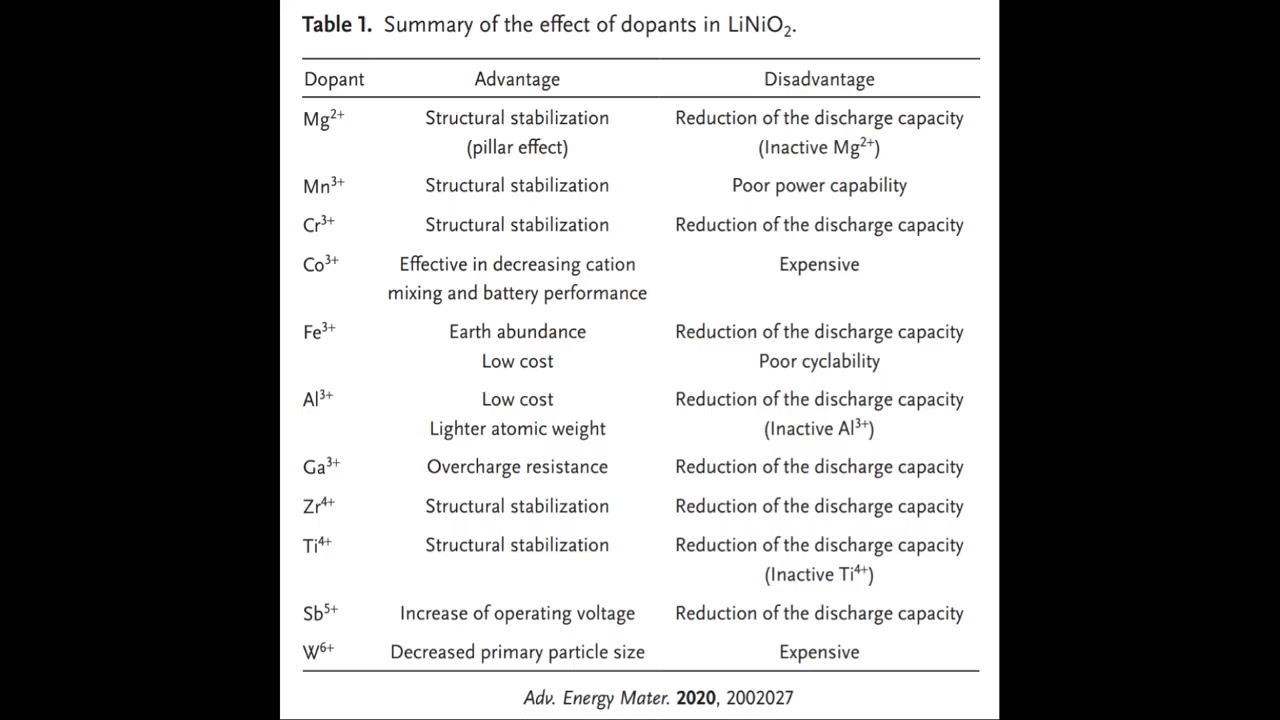 Table 1. Summary of the effect of dopants in LiNiO₂.
Dopant Advantage Disadvantage
Mg²⁺ Structural stabilization Reduction of the discharge capacity
(pillar effect) (Inactive Mg²⁺)
Mn³⁺ Structural stabilization Poor power capability
Cr³⁺ Structural stabilization Reduction of the discharge capacity
Co³⁺ Effective in decreasing cation Expensive
mixing and battery performance
Fe³⁺ Earth abundance Reduction of the discharge capacity
Low cost Poor cyclability
Al³⁺ Low cost Reduction of the discharge capacity
Lighter atomic weight (Inactive Al³⁺)
Ga³⁺ Overcharge resistance Reduction of the discharge capacity
Zr⁴⁺ Structural stabilization Reduction of the discharge capacity
Ti⁴⁺ Structural stabilization Reduction of the discharge capacity
(Inactive Ti⁴⁺)
Sb⁵⁺ Increase of operating voltage Reduction of the discharge capacity
W⁶⁺ Decreased primary particle size Expensive
Adv. Energy Mater. 2020, 2002027